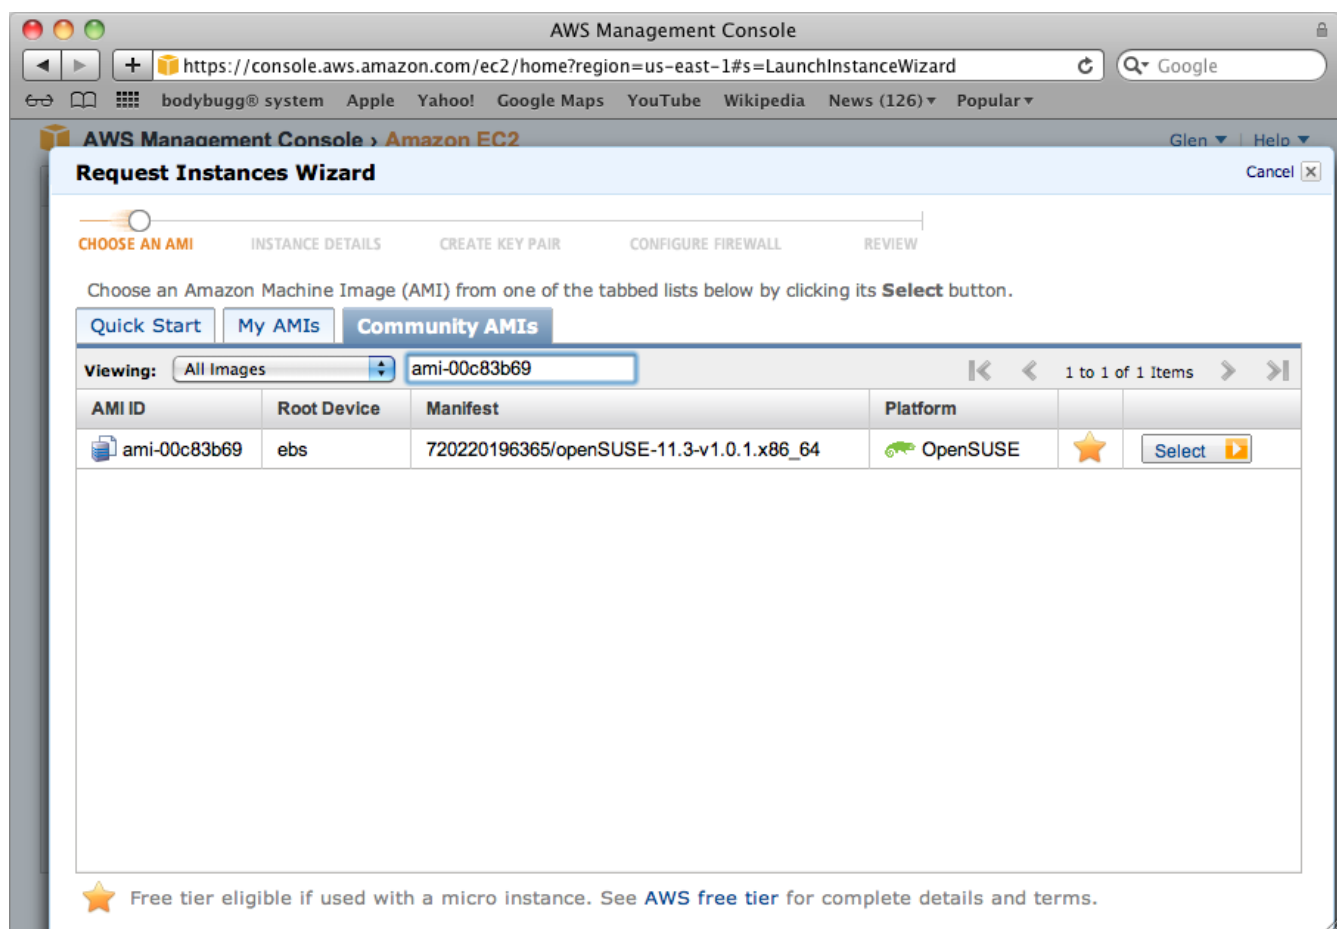 AWS Management Console
https://console.aws.amazon.com/ec2/home?region=us-east-1#s=LaunchInstanceWizard
Google
bodybugg® system Apple Yahoo! Google Maps YouTube Wikipedia News (126) Popular
AWS Management Console › Amazon EC2 Glen Help
Request Instances Wizard Cancel
CHOOSE AN AMI INSTANCE DETAILS CREATE KEY PAIR CONFIGURE FIREWALL REVIEW
Choose an Amazon Machine Image (AMI) from one of the tabbed lists below by clicking its Select button.
Quick Start My AMIs Community AMIs
Viewing: All Images ami-00c83b69 1 to 1 of 1 Items
AMI ID Root Device Manifest Platform
ami-00c83b69 ebs 720220196365/openSUSE-11.3-v1.0.1.x86_64 OpenSUSE Select
Free tier eligible if used with a micro instance. See AWS free tier for complete details and terms.